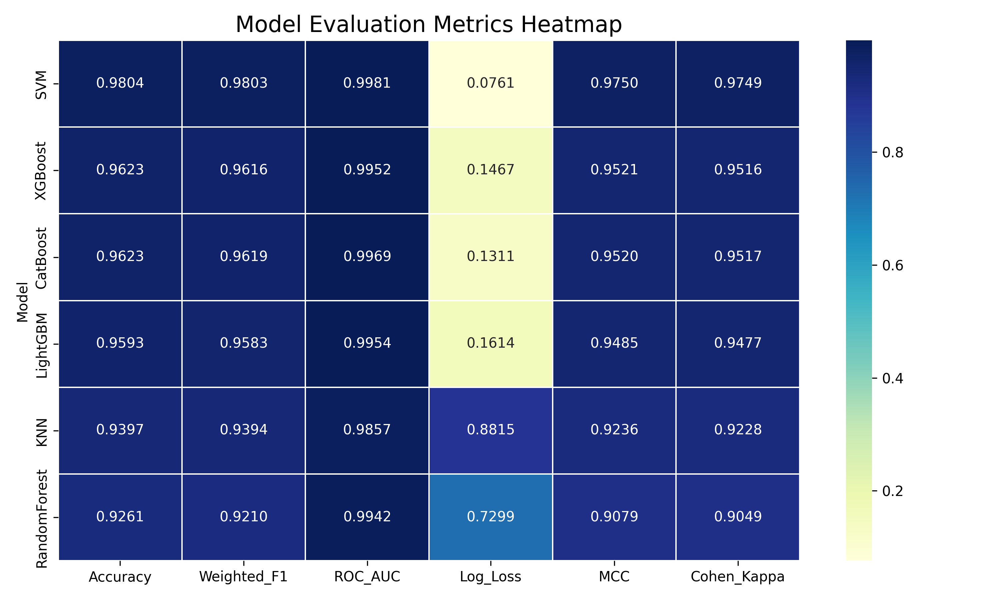 Model Evaluation Metrics Heatmap
Model
SVM 0.9804 0.9803 0.9981 0.0761 0.9750 0.9749
XGBoost 0.9623 0.9616 0.9952 0.1467 0.9521 0.9516
CatBoost 0.9623 0.9619 0.9969 0.1311 0.9520 0.9517
LightGBM 0.9593 0.9583 0.9954 0.1614 0.9485 0.9477
KNN 0.9397 0.9394 0.9857 0.8815 0.9236 0.9228
RandomForest 0.9261 0.9210 0.9942 0.7299 0.9079 0.9049
Accuracy Weighted_F1 ROC_AUC Log_Loss MCC Cohen_Kappa
0.8
0.6
0.4
0.2